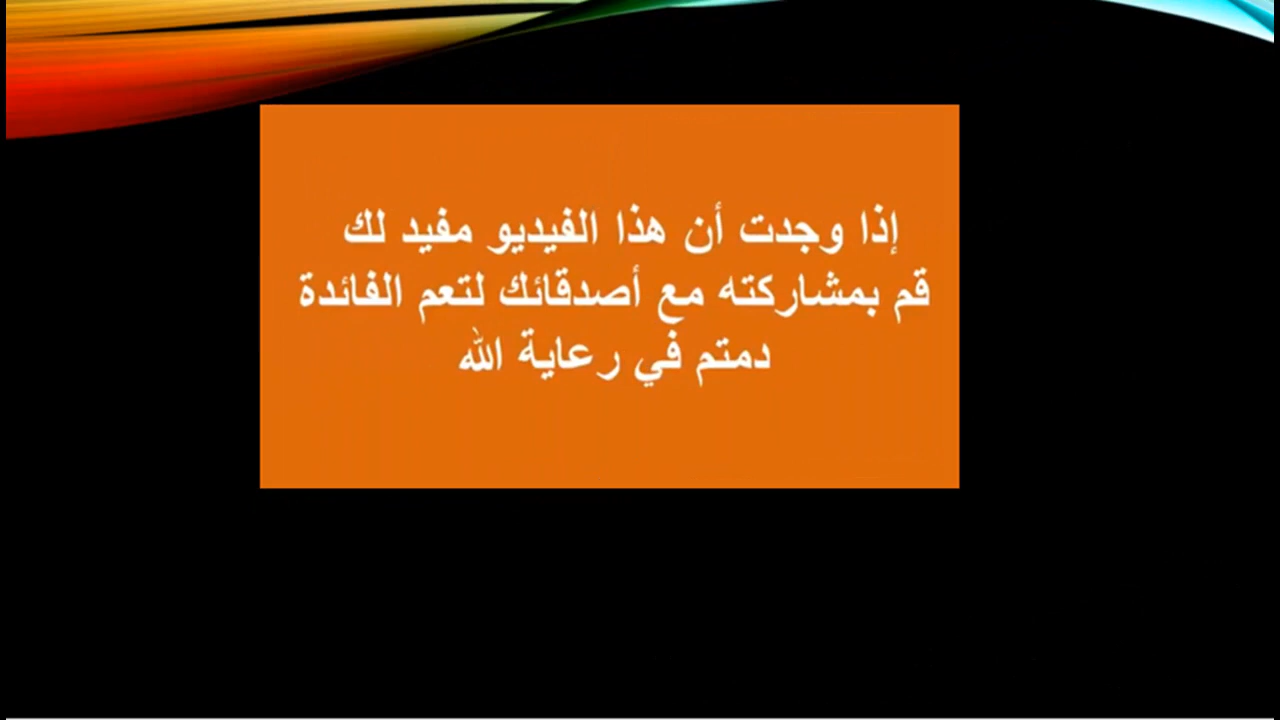 إذا وجدت أن هذا الفيديو مفيد لك
قم بمشاركته مع أصدقائك لتعم الفائدة
دمتم في رعاية الله